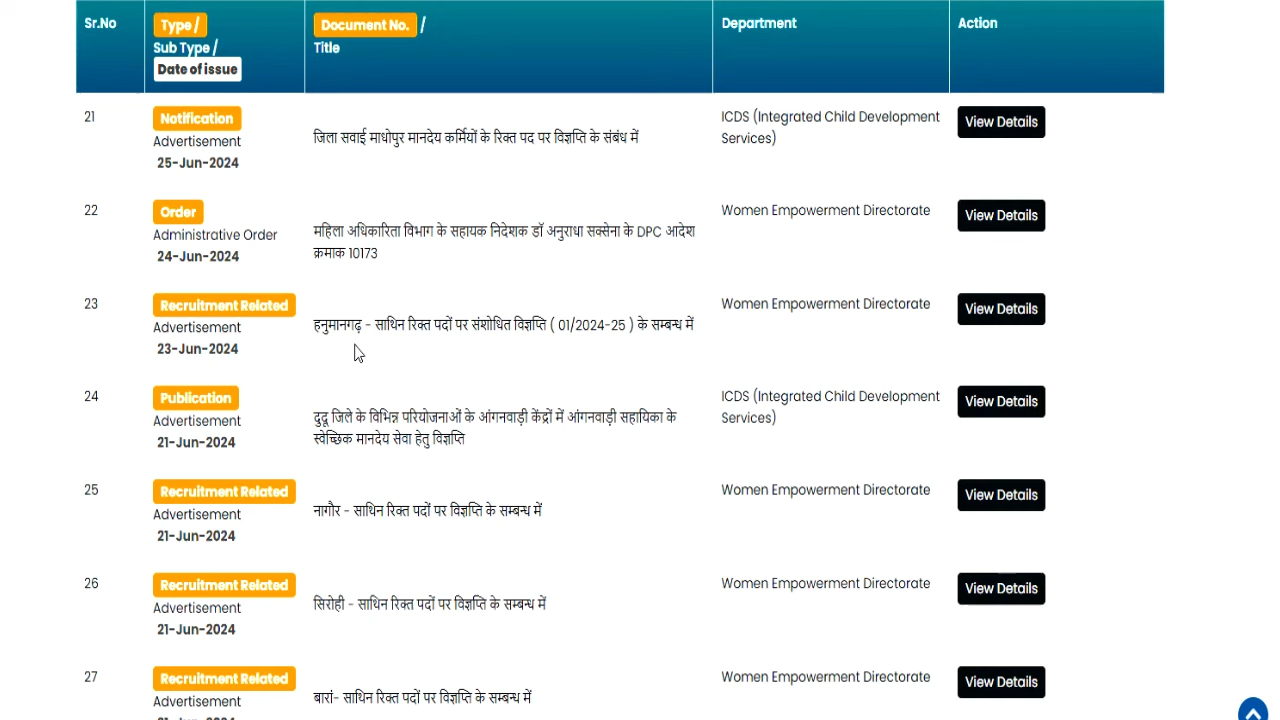 Sr.No
Type /
Sub Type /
Date of issue
Document No. /
Title
Department
Action
21
Notification
Advertisement
25-Jun-2024
जिला सवाई माधोपुर मानदेय कर्मियों के रिक्त पद पर विज्ञप्ति के संबंध में
ICDS (Integrated Child Development
Services)
View Details
22
Order
Administrative Order
24-Jun-2024
महिला अधिकारिता विभाग के सहायक निदेशक डॉ अनुराधा सक्सेना के DPC आदेश
क्रमाक 10173
Women Empowerment Directorate
View Details
23
Recruitment Related
Advertisement
23-Jun-2024
हनुमानगढ़ - साथिन रिक्त पदों पर संशोधित विज्ञप्ति ( 01/2024-25 ) के सम्बन्ध में
Women Empowerment Directorate
View Details
24
Publication
Advertisement
21-Jun-2024
दुदू जिले के विभिन्न परियोजनाओं के आंगनवाड़ी केंद्रों में आंगनवाड़ी सहायिका के
स्वेच्छिक मानदेय सेवा हेतु विज्ञप्ति
ICDS (Integrated Child Development
Services)
View Details
25
Recruitment Related
Advertisement
21-Jun-2024
नागौर - साथिन रिक्त पदों पर विज्ञप्ति के सम्बन्ध में
Women Empowerment Directorate
View Details
26
Recruitment Related
Advertisement
21-Jun-2024
सिरोही - साथिन रिक्त पदों पर विज्ञप्ति के सम्बन्ध में
Women Empowerment Directorate
View Details
27
Recruitment Related
Advertisement
बारां- साथिन रिक्त पदों पर विज्ञप्ति के सम्बन्ध में
Women Empowerment Directorate
View Details